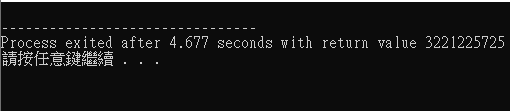 --------------------------------
Process exited after 4.677 seconds with return value 3221225725
請按任意鍵繼續 . . .